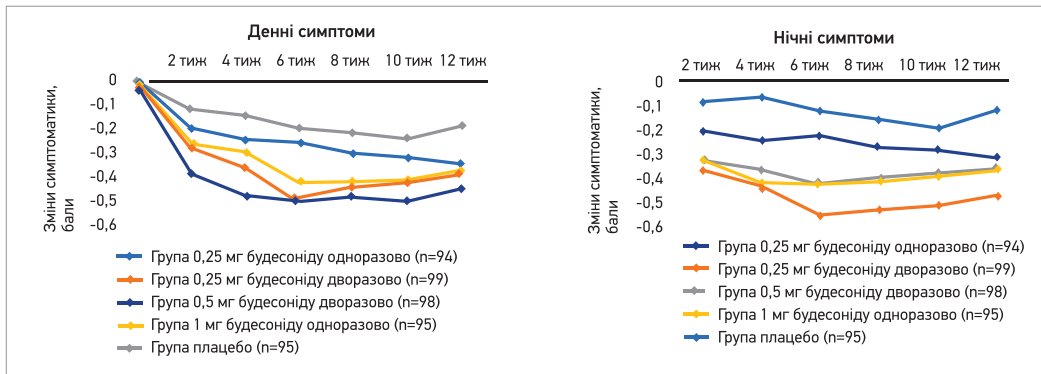 Денні симптоми
2 тиж 4 тиж 6 тиж 8 тиж 10 тиж 12 тиж
Зміни симптоматики,
бали
0
-0,1
-0,2
-0,3
-0,4
-0,5
-0,6
Група 0,25 мг будесоніду одноразово (n=94)
Група 0,25 мг будесоніду дворазово (n=99)
Група 0,5 мг будесоніду дворазово (n=98)
Група 1 мг будесоніду одноразово (n=95)
Група плацебо (n=95)
Нічні симптоми
2 тиж 4 тиж 6 тиж 8 тиж 10 тиж 12 тиж
Зміни симптоматики,
бали
0
-0,1
-0,2
-0,3
-0,4
-0,5
-0,6
Група 0,25 мг будесоніду одноразово (n=94)
Група 0,25 мг будесоніду дворазово (n=99)
Група 0,5 мг будесоніду дворазово (n=98)
Група 1 мг будесоніду одноразово (n=95)
Група плацебо (n=95)